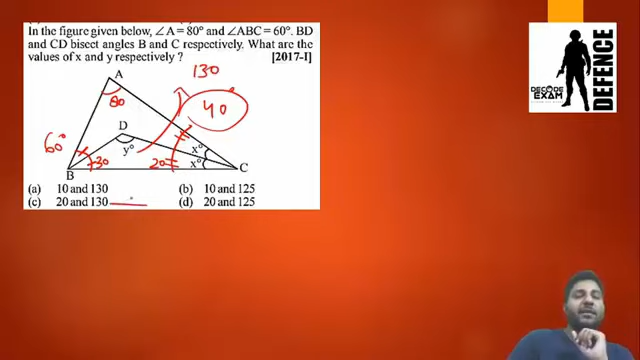 In the figure given below, ∠A = 80° and ∠ABC = 60°. BD
and CD bisect angles B and C respectively. What are the
values of x and y respectively ? [2017-I]
130
A
80
40
D
60°
y°
x°
30
20
x°
B
C
(a) 10 and 130 (b) 10 and 125
(c) 20 and 130 (d) 20 and 125
DECODE
EXAM
DEFENCE